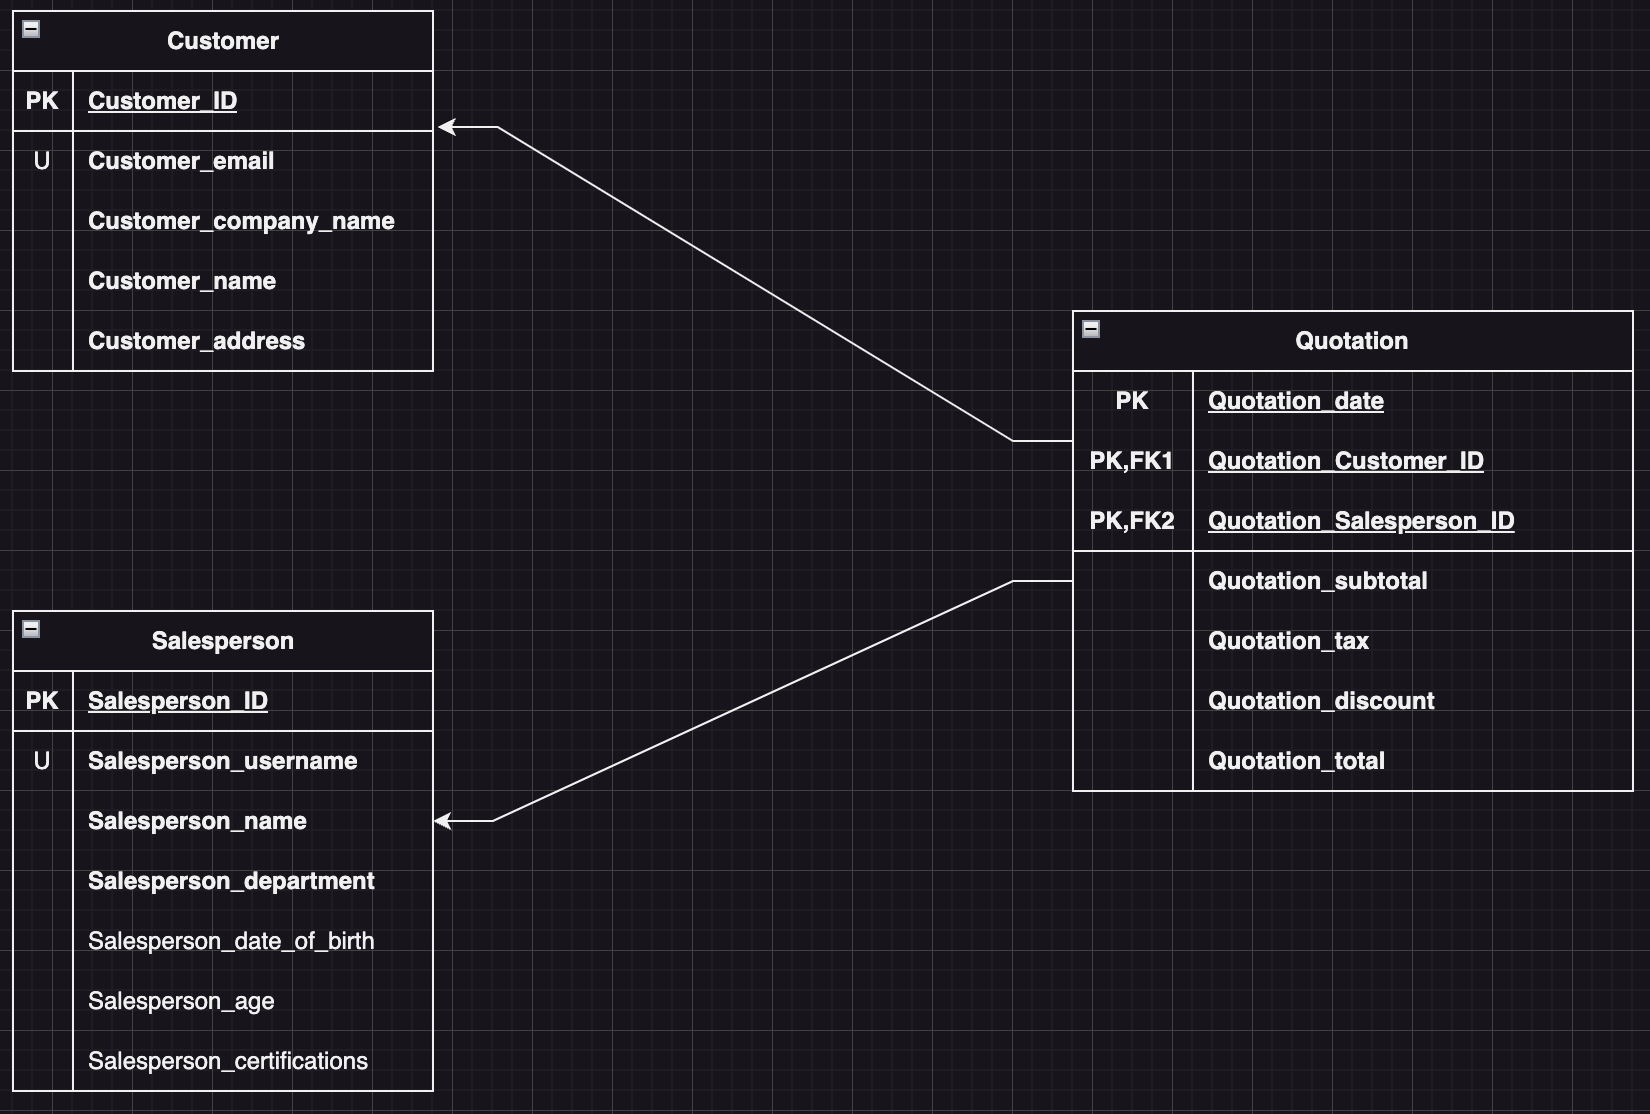 Customer
PK Customer_ID
U Customer_email
Customer_company_name
Customer_name
Customer_address
Quotation
PK Quotation_date
PK,FK1 Quotation_Customer_ID
PK,FK2 Quotation_Salesperson_ID
Quotation_subtotal
Quotation_tax
Quotation_discount
Quotation_total
Salesperson
PK Salesperson_ID
U Salesperson_username
Salesperson_name
Salesperson_department
Salesperson_date_of_birth
Salesperson_age
Salesperson_certifications